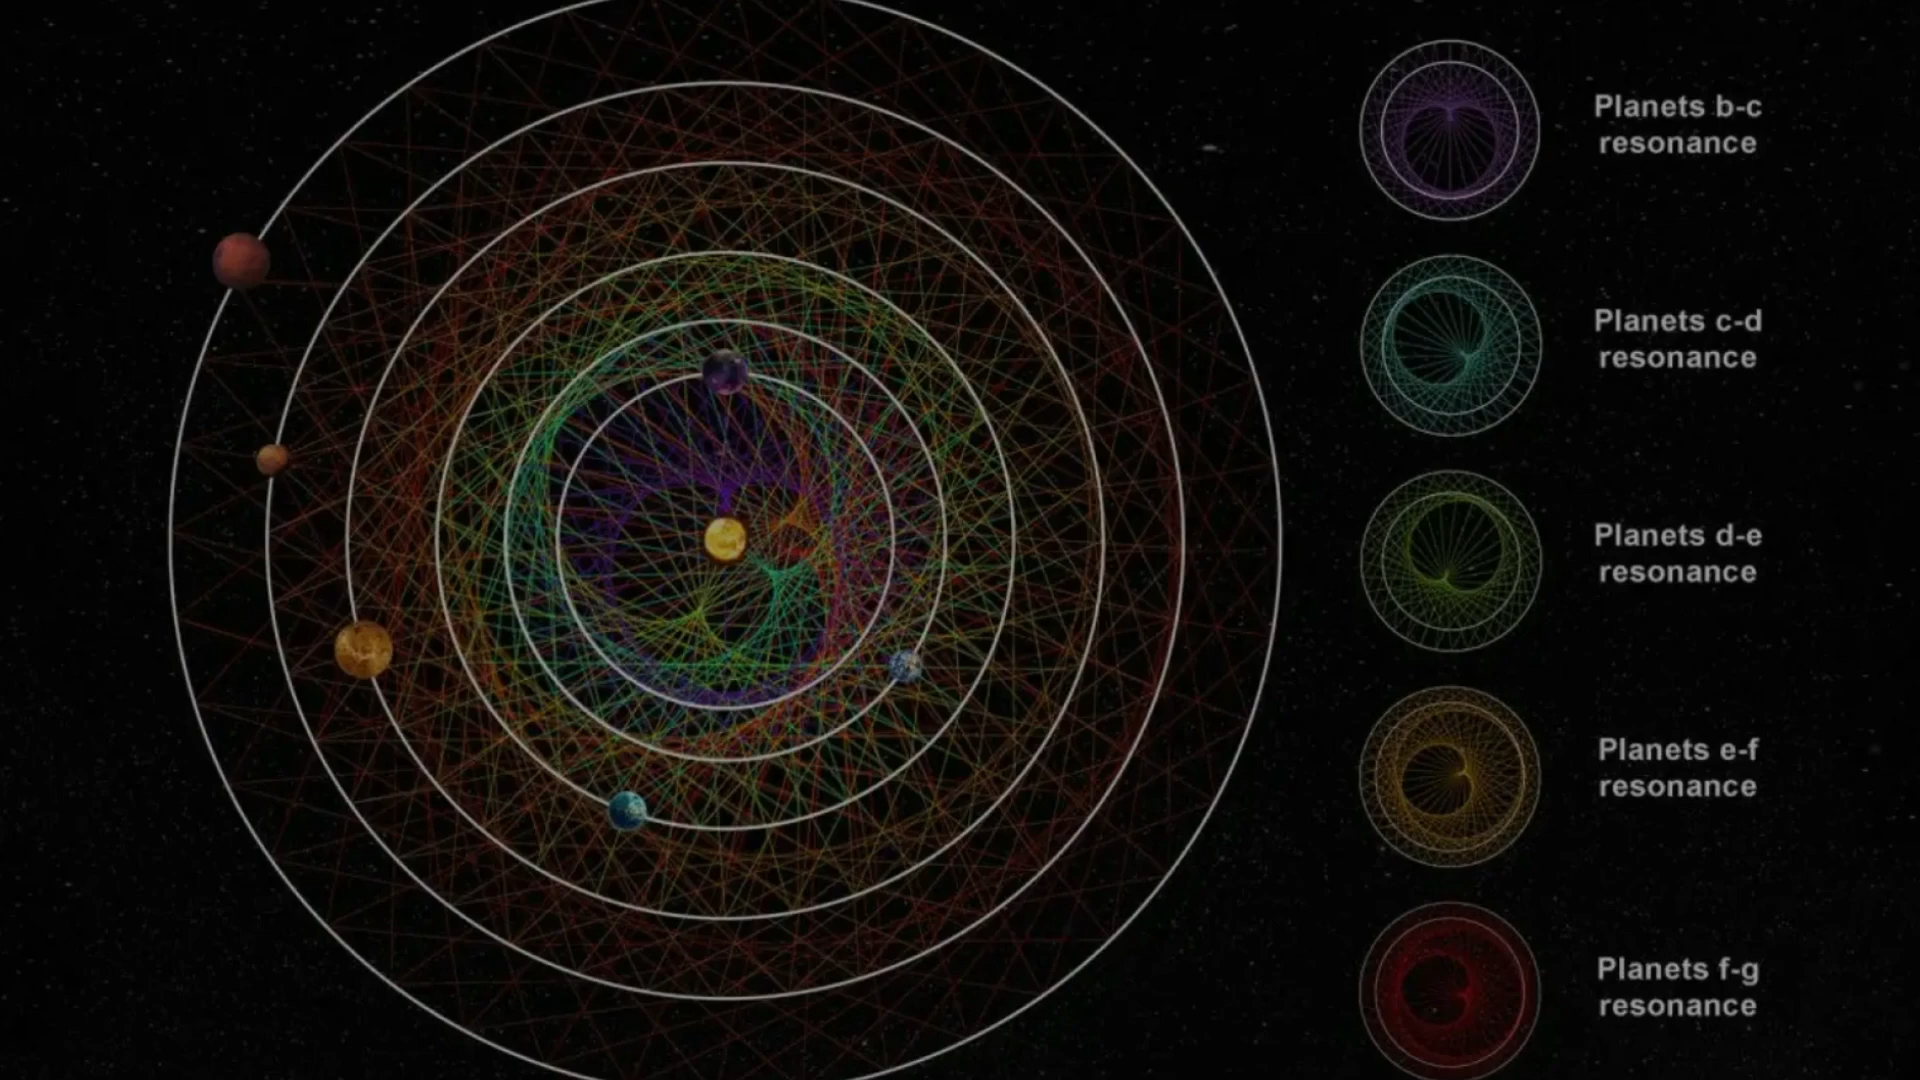 Planets b-c
resonance
Planets c-d
resonance
Planets d-e
resonance
Planets e-f
resonance
Planets f-g
resonance